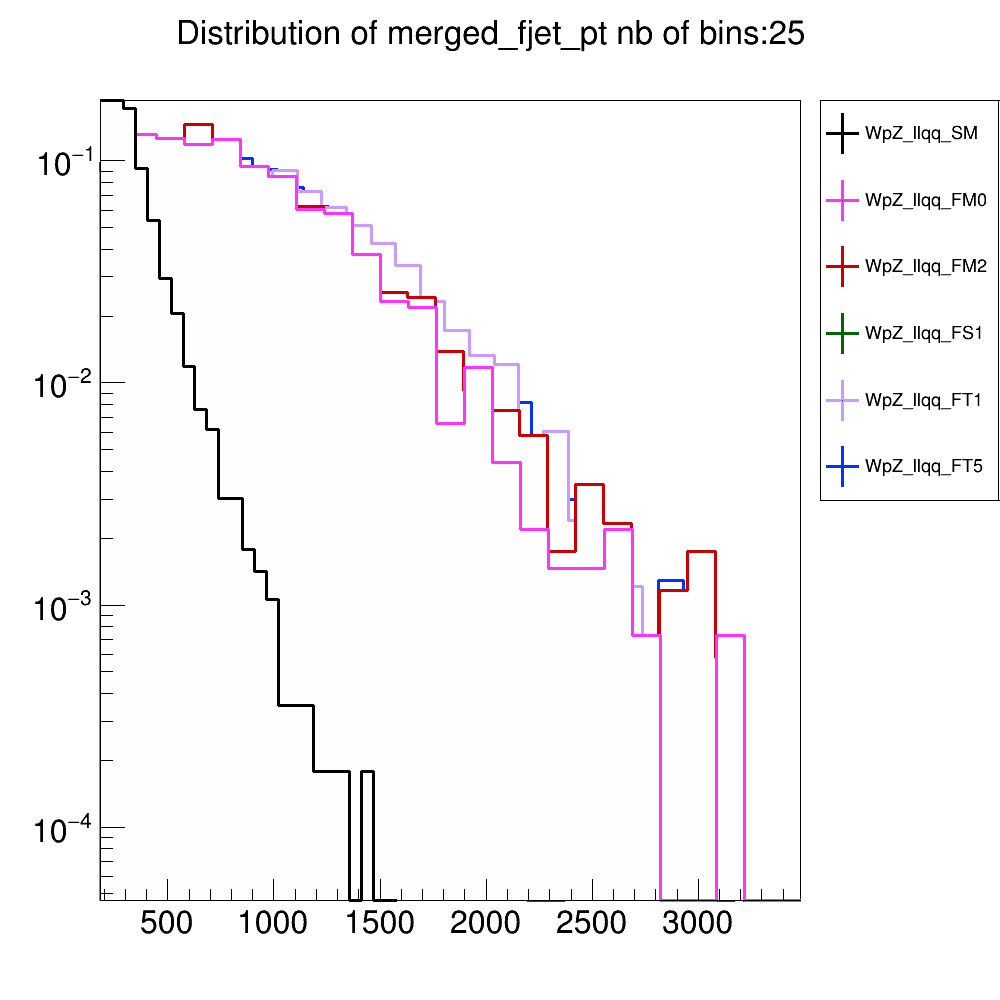 Distribution of merged_fjet_pt nb of bins:25
10−1
10−2
10−3
10−4
500 1000 1500 2000 2500 3000
WpZ_llqq_SM
WpZ_llqq_FM0
WpZ_llqq_FM2
WpZ_llqq_FS1
WpZ_llqq_FT1
WpZ_llqq_FT5